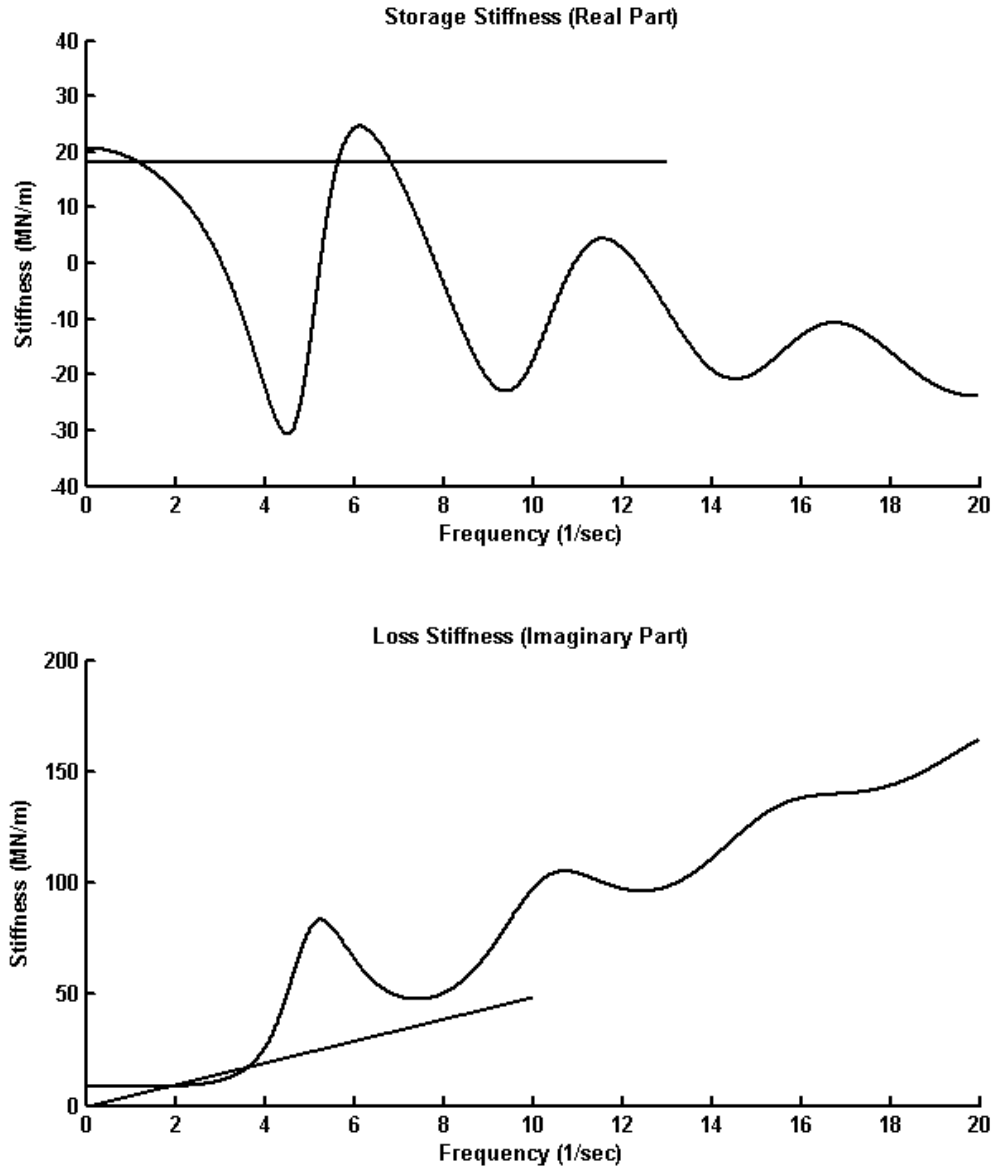 Storage Stiffness (Real Part)
40
30
20
10
0
-10
-20
-30
-40
Stiffness (MN/m)
0 2 4 6 8 10 12 14 16 18 20
Frequency (1/sec)
Loss Stiffness (Imaginary Part)
200
150
100
50
0
Stiffness (MN/m)
0 2 4 6 8 10 12 14 16 18 20
Frequency (1/sec)